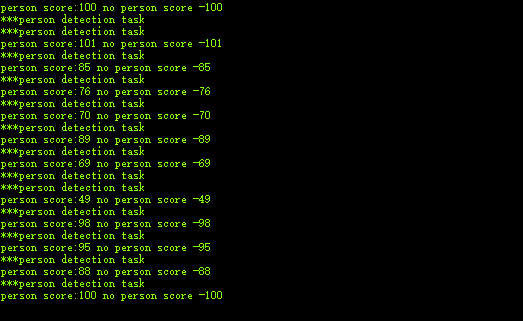 person score:100 no person score -100
***person detection task
***person detection task
person score:101 no person score -101
***person detection task
person score:85 no person score -85
***person detection task
person score:76 no person score -76
***person detection task
person score:70 no person score -70
***person detection task
person score:89 no person score -89
***person detection task
person score:69 no person score -69
***person detection task
***person detection task
person score:49 no person score -49
***person detection task
person score:98 no person score -98
***person detection task
person score:95 no person score -95
***person detection task
person score:88 no person score -88
***person detection task
person score:100 no person score -100